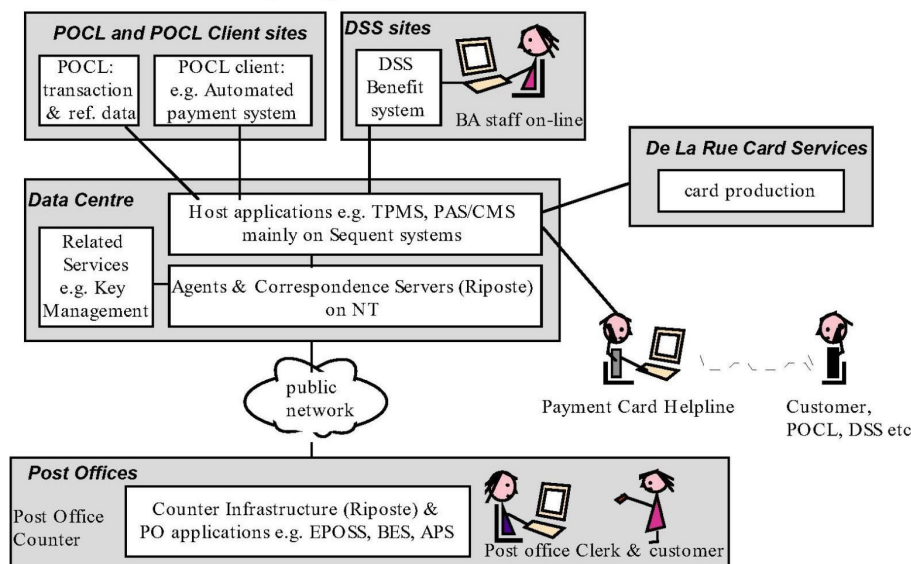 POCL and POCL Client sites
POCL:
transaction
& ref. data
POCL client:
e.g. Automated
payment system
DSS sites
DSS
Benefit
system
BA staff on-line
De La Rue Card Services
card production
Data Centre
Host applications e.g. TPMS, PAS/CMS
mainly on Sequent systems
Related
Services
e.g. Key
Management
Agents & Correspondence Servers (Riposte)
on NT
public
network
Payment Card Helpline
Customer,
POCL, DSS etc
Post Offices
Post Office
Counter
Counter Infrastructure (Riposte) &
PO applications e.g. EPOSS, BES, APS
Post office Clerk & customer